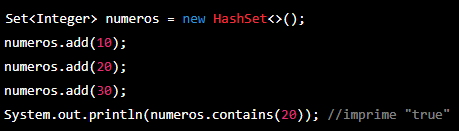 Set<Integer> numeros = new HashSet<>();
numeros.add(10);
numeros.add(20);
numeros.add(30);
System.out.println(numeros.contains(20)); //imprime "true"